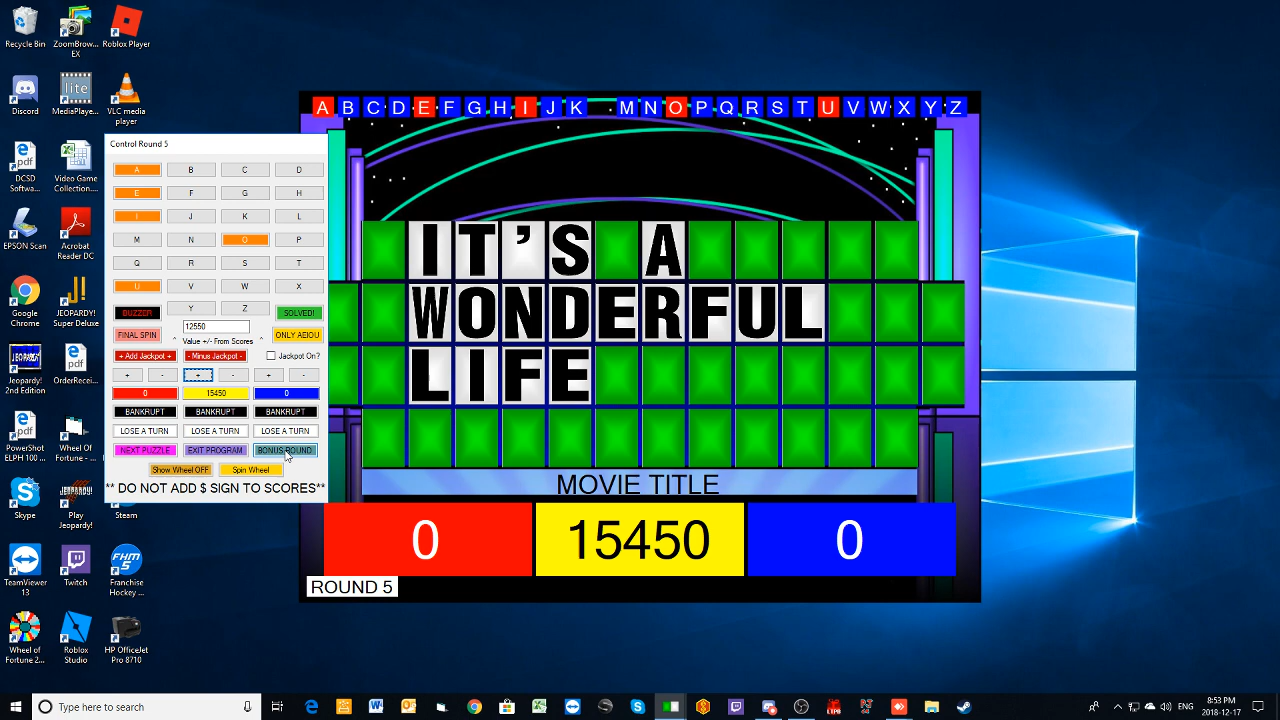 Recycle Bin
ZoomBrow... EX
Roblox Player
Discord
MediaPlaye...
VLC media player
DCSD Softwa...
Video Game Collection....
EPSON Scan
Acrobat Reader DC
Google Chrome
JEOPARDY! Super Deluxe
Jeopardy! 2nd Edition
OrderRecei...
PowerShot ELPH 100 ...
Wheel Of Fortune - ...
Skype
Play Jeopardy!
Steam
TeamViewer 13
Twitch
Franchise Hockey ...
Wheel of Fortune 2...
Roblox Studio
HP OfficeJet Pro 8710
Control Round 5
A B C D
E F G H
I J K L
M N O P
Q R S T
U V W X
BUZZER Y Z SOLVED!
12550
FINAL SPIN ^ Value +/- From Scores ^ ONLY AEIOU
+ Add Jackpot + - Minus Jackpot - Jackpot On?
+ - + - + -
0 15450 0
BANKRUPT BANKRUPT BANKRUPT
LOSE A TURN LOSE A TURN LOSE A TURN
NEXT PUZZLE EXIT PROGRAM BONUS ROUND
Show Wheel OFF Spin Wheel
** DO NOT ADD $ SIGN TO SCORES**
A B C D E F G H I J K M N O P Q R S T U V W X Y Z
IT'S A
WONDERFUL
LIFE
MOVIE TITLE
0 15450 0
ROUND 5
Type here to search
ENG
8:53 PM
2018-12-17